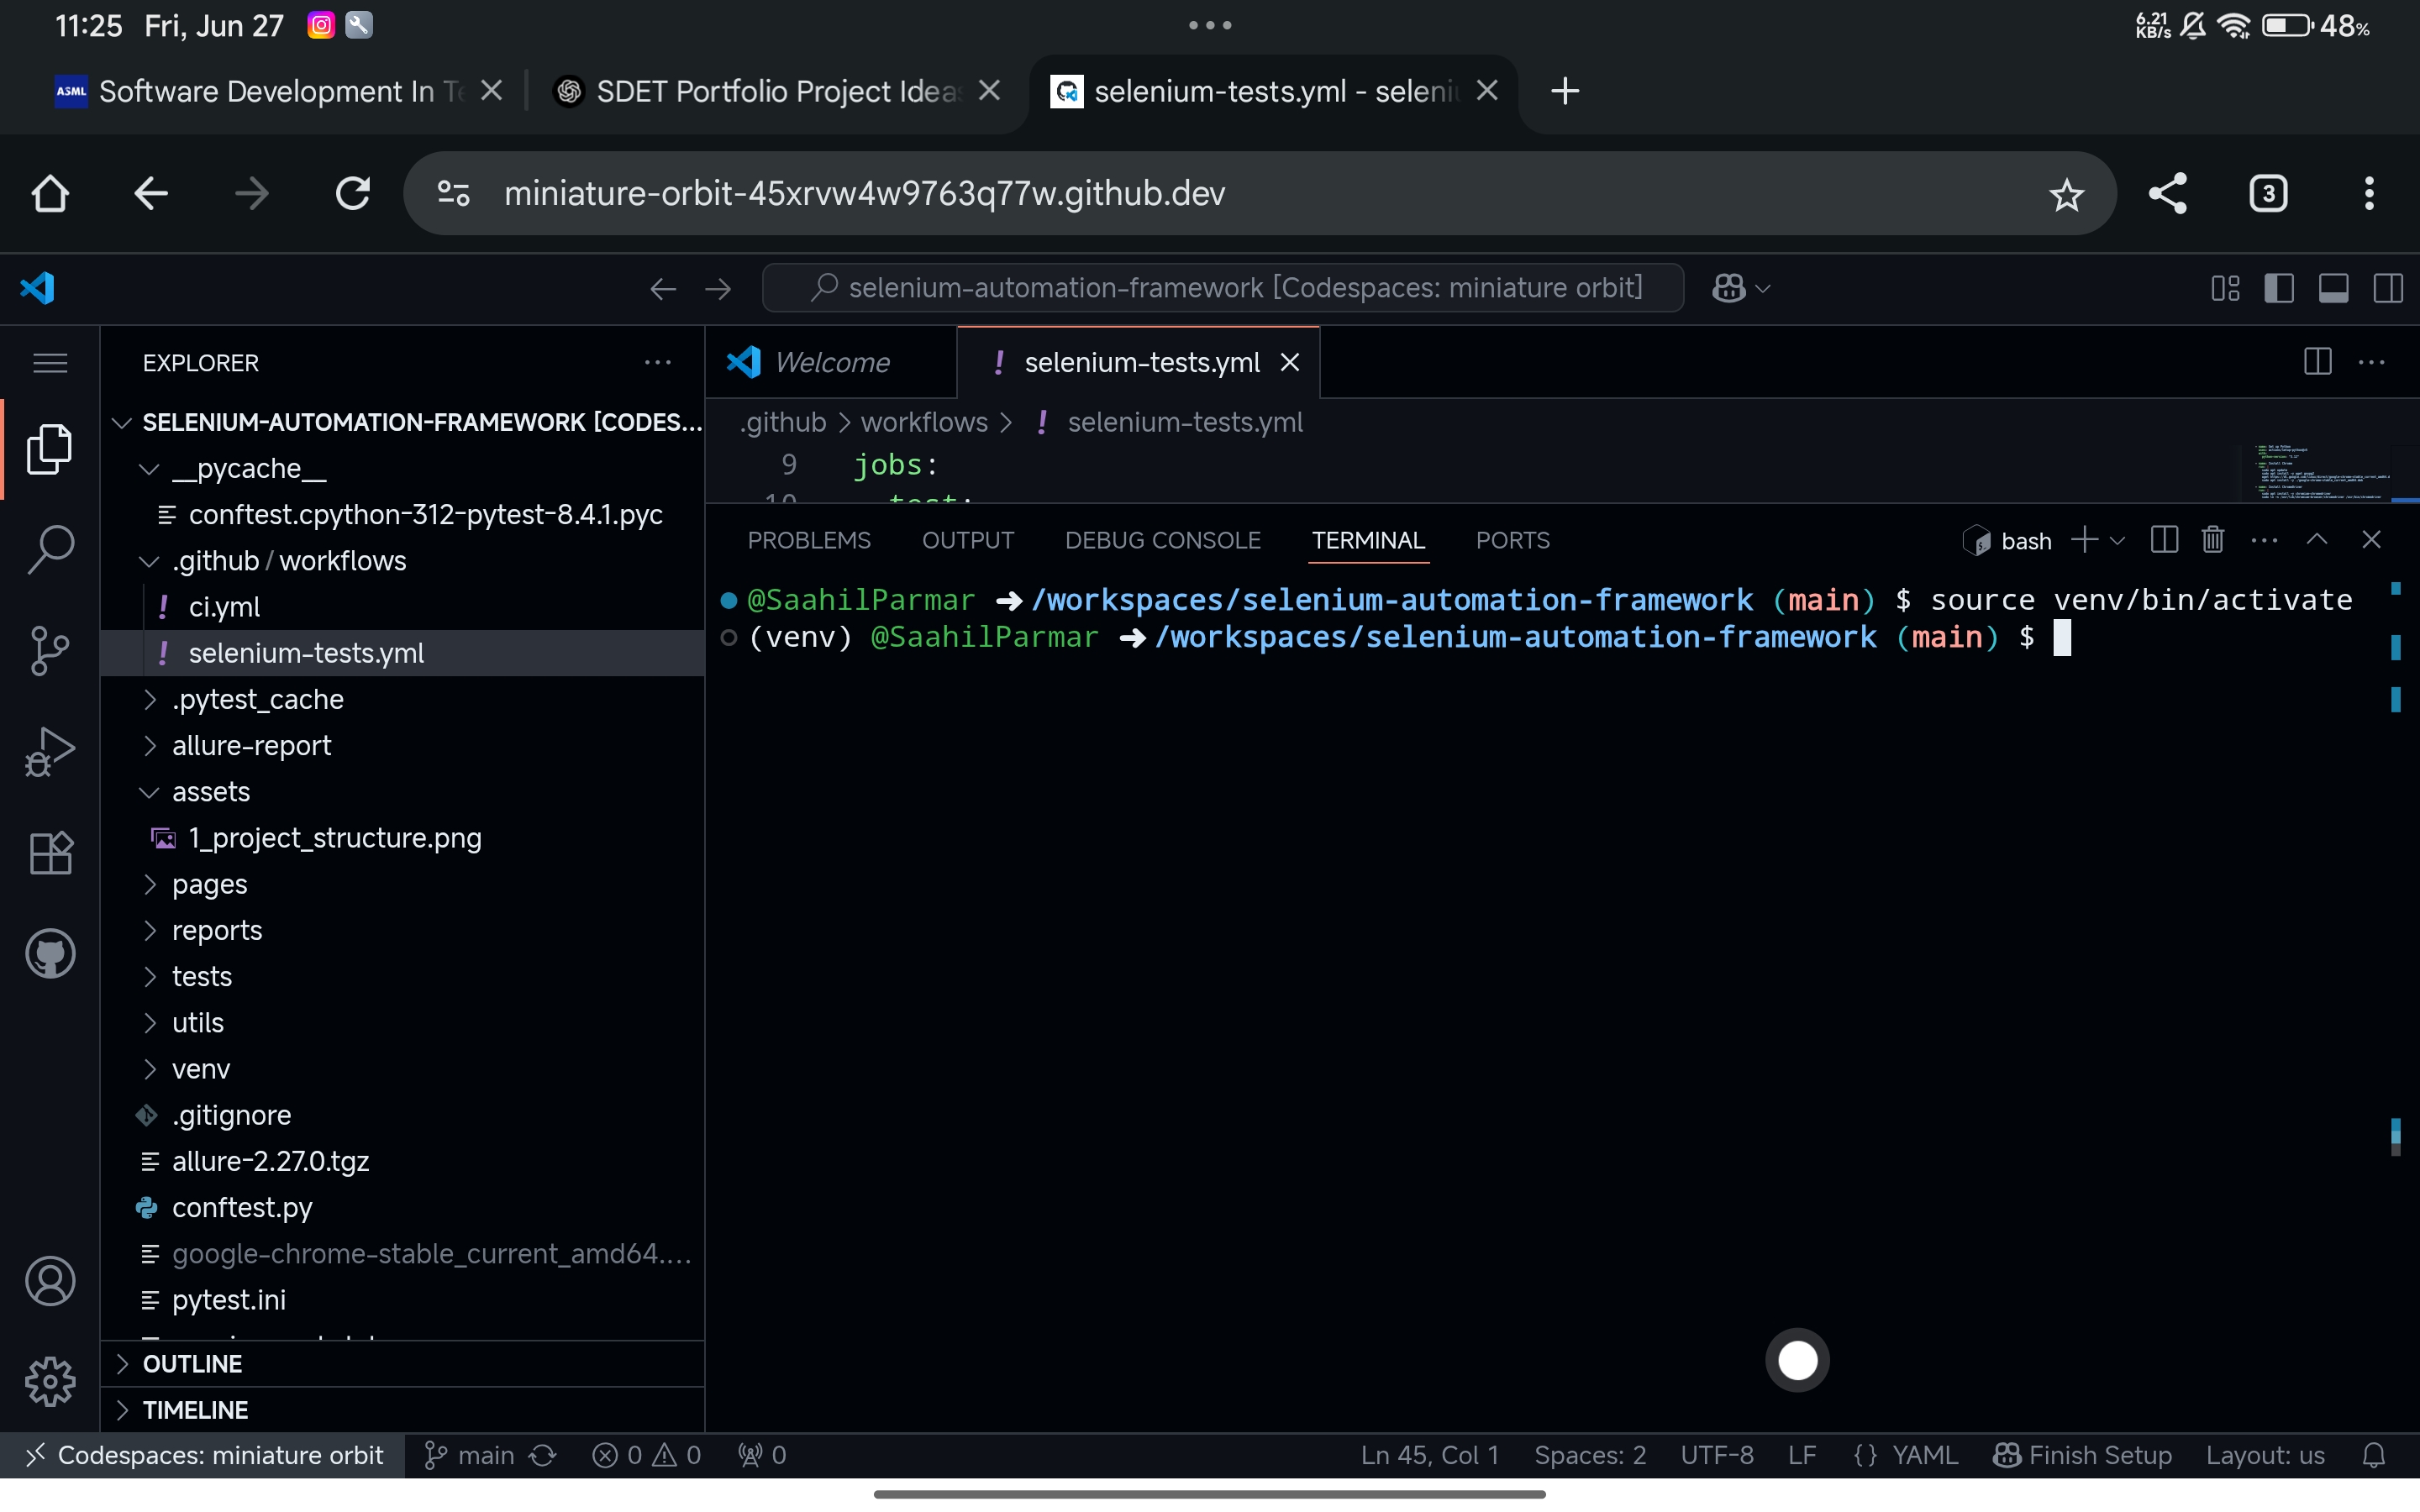 11:25 Fri, Jun 27
6.21 KB/s 48%
ASML Software Development In Te
SDET Portfolio Project Ideas
selenium-tests.yml - seleni
miniature-orbit-45xrvw4w9763q77w.github.dev
3
selenium-automation-framework [Codespaces: miniature orbit]
EXPLORER
SELENIUM-AUTOMATION-FRAMEWORK [CODES...
__pycache__
conftest.cpython-312-pytest-8.4.1.pyc
.github / workflows
ci.yml
selenium-tests.yml
.pytest_cache
allure-report
assets
1_project_structure.png
pages
reports
tests
utils
venv
.gitignore
allure-2.27.0.tgz
conftest.py
google-chrome-stable_current_amd64....
pytest.ini
OUTLINE
TIMELINE
Welcome
! selenium-tests.yml
.github > workflows > ! selenium-tests.yml
9 jobs:
10 test:
PROBLEMS OUTPUT DEBUG CONSOLE TERMINAL PORTS
bash
@SaahilParmar ➜ /workspaces/selenium-automation-framework (main) $ source venv/bin/activate
(venv) @SaahilParmar ➜ /workspaces/selenium-automation-framework (main) $
Codespaces: miniature orbit main 0 0 0
Ln 45, Col 1 Spaces: 2 UTF-8 LF {} YAML Finish Setup Layout: us